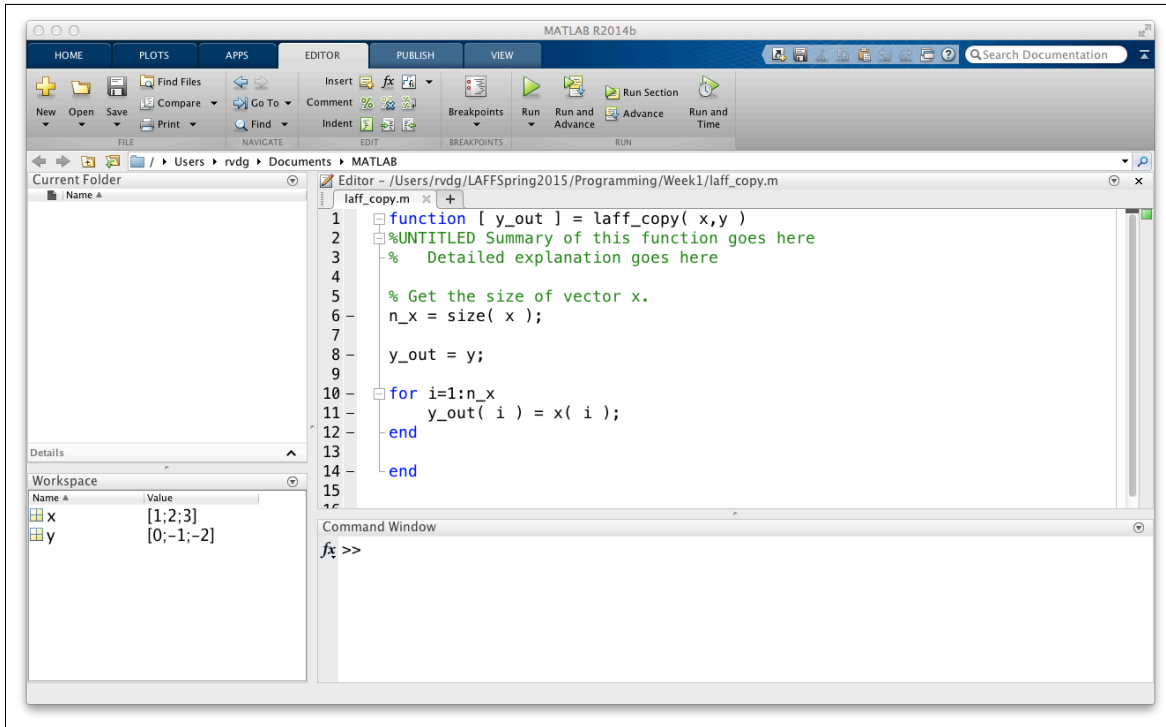 MATLAB R2014b
HOME PLOTS APPS EDITOR PUBLISH VIEW Search Documentation
New Open Save Find Files Compare Print
FILE
Go To Find
NAVIGATE
Insert fx
Comment %
Indent
EDIT
Breakpoints
BREAKPOINTS
Run Run and Advance Run Section Advance Run and Time
RUN
/ Users rvdg Documents MATLAB
Current Folder
Name
Editor - /Users/rvdg/LAFFSpring2015/Programming/Week1/laff_copy.m
laff_copy.m +
1 function [ y_out ] = laff_copy( x,y )
2 %UNTITLED Summary of this function goes here
3 %   Detailed explanation goes here
4
5 % Get the size of vector x.
6 – n_x = size( x );
7
8 – y_out = y;
9
10 – for i=1:n_x
11 –     y_out( i ) = x( i );
12 – end
13
14 – end
15
16
Details
Workspace
Name Value
x [1;2;3]
y [0;-1;-2]
Command Window
fx >>